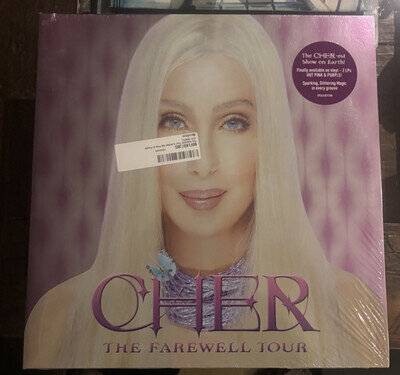 The CHER-est
Show on Earth!
Finally available on vinyl - 2 LPs
HOT PINK & PURPLE!
Sparking, Glittering Magic
in every groove
CHER
THE FAREWELL TOUR